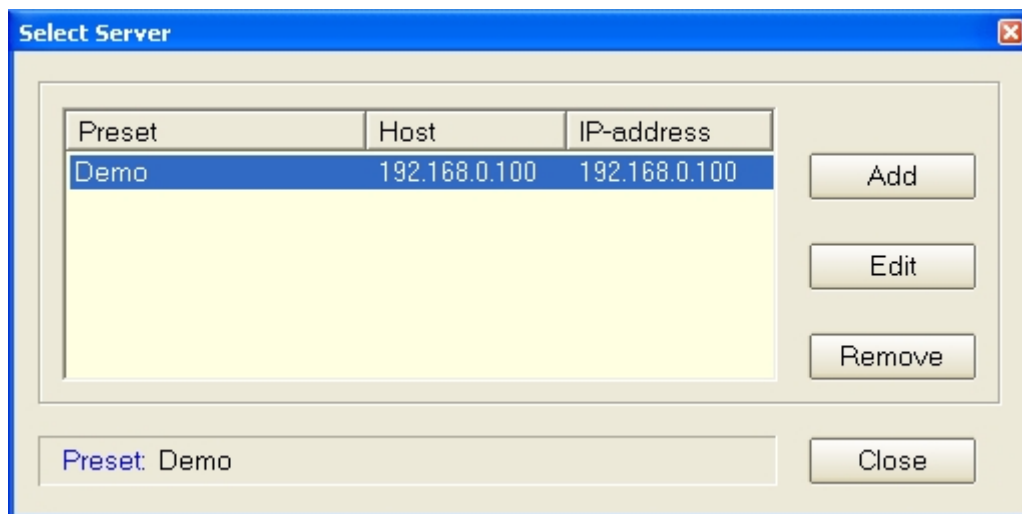 Select Server
Preset Host IP-address
Demo 192.168.0.100 192.168.0.100
Add
Edit
Remove
Preset: Demo
Close